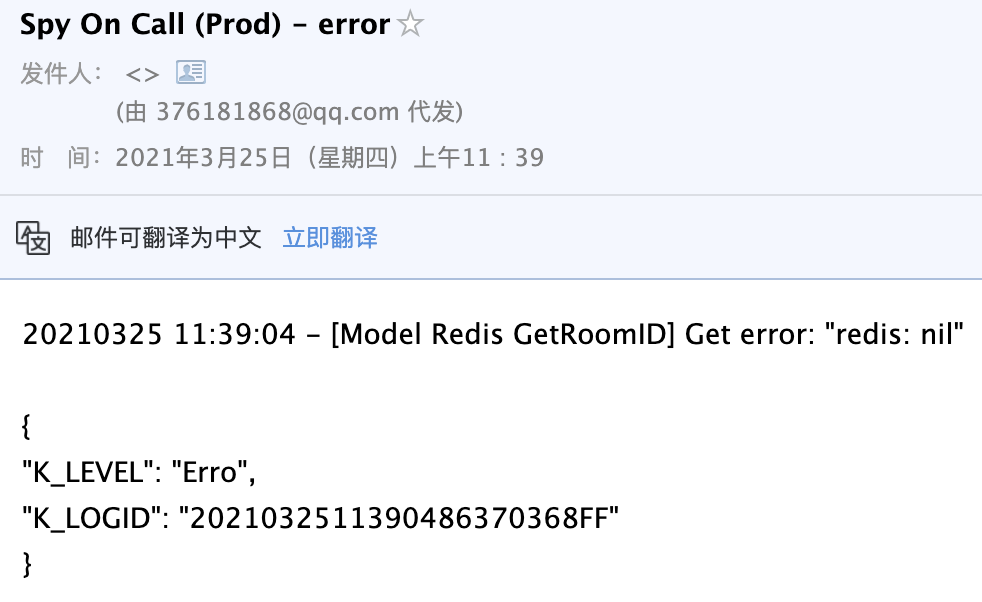 Spy On Call (Prod) – error
发件人： <>
(由 376181868@qq.com 代发)
时 间： 2021年3月25日（星期四）上午11：39
邮件可翻译为中文 立即翻译
20210325 11:39:04 – [Model Redis GetRoomID] Get error: "redis: nil"
{
"K_LEVEL": "Erro",
"K_LOGID": "2021032511390486370368FF"
}